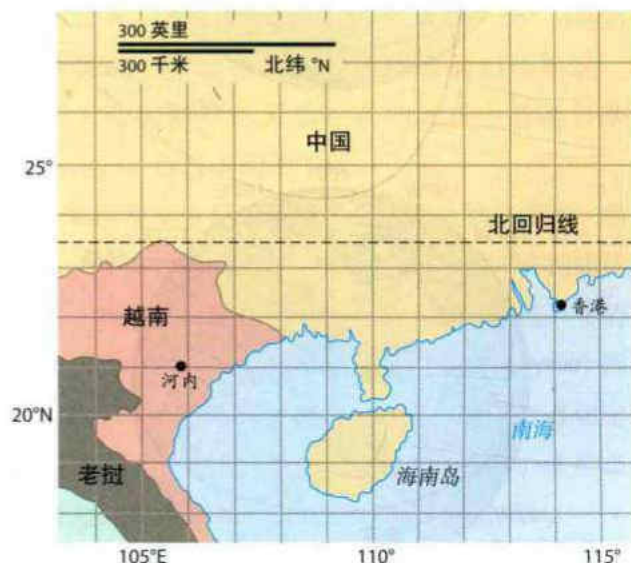 300 英里
300 千米
北纬 °N
中国
25°
北回归线
越南
香港
河内
20°N
南海
老挝
海南岛
105°E
110°
115°